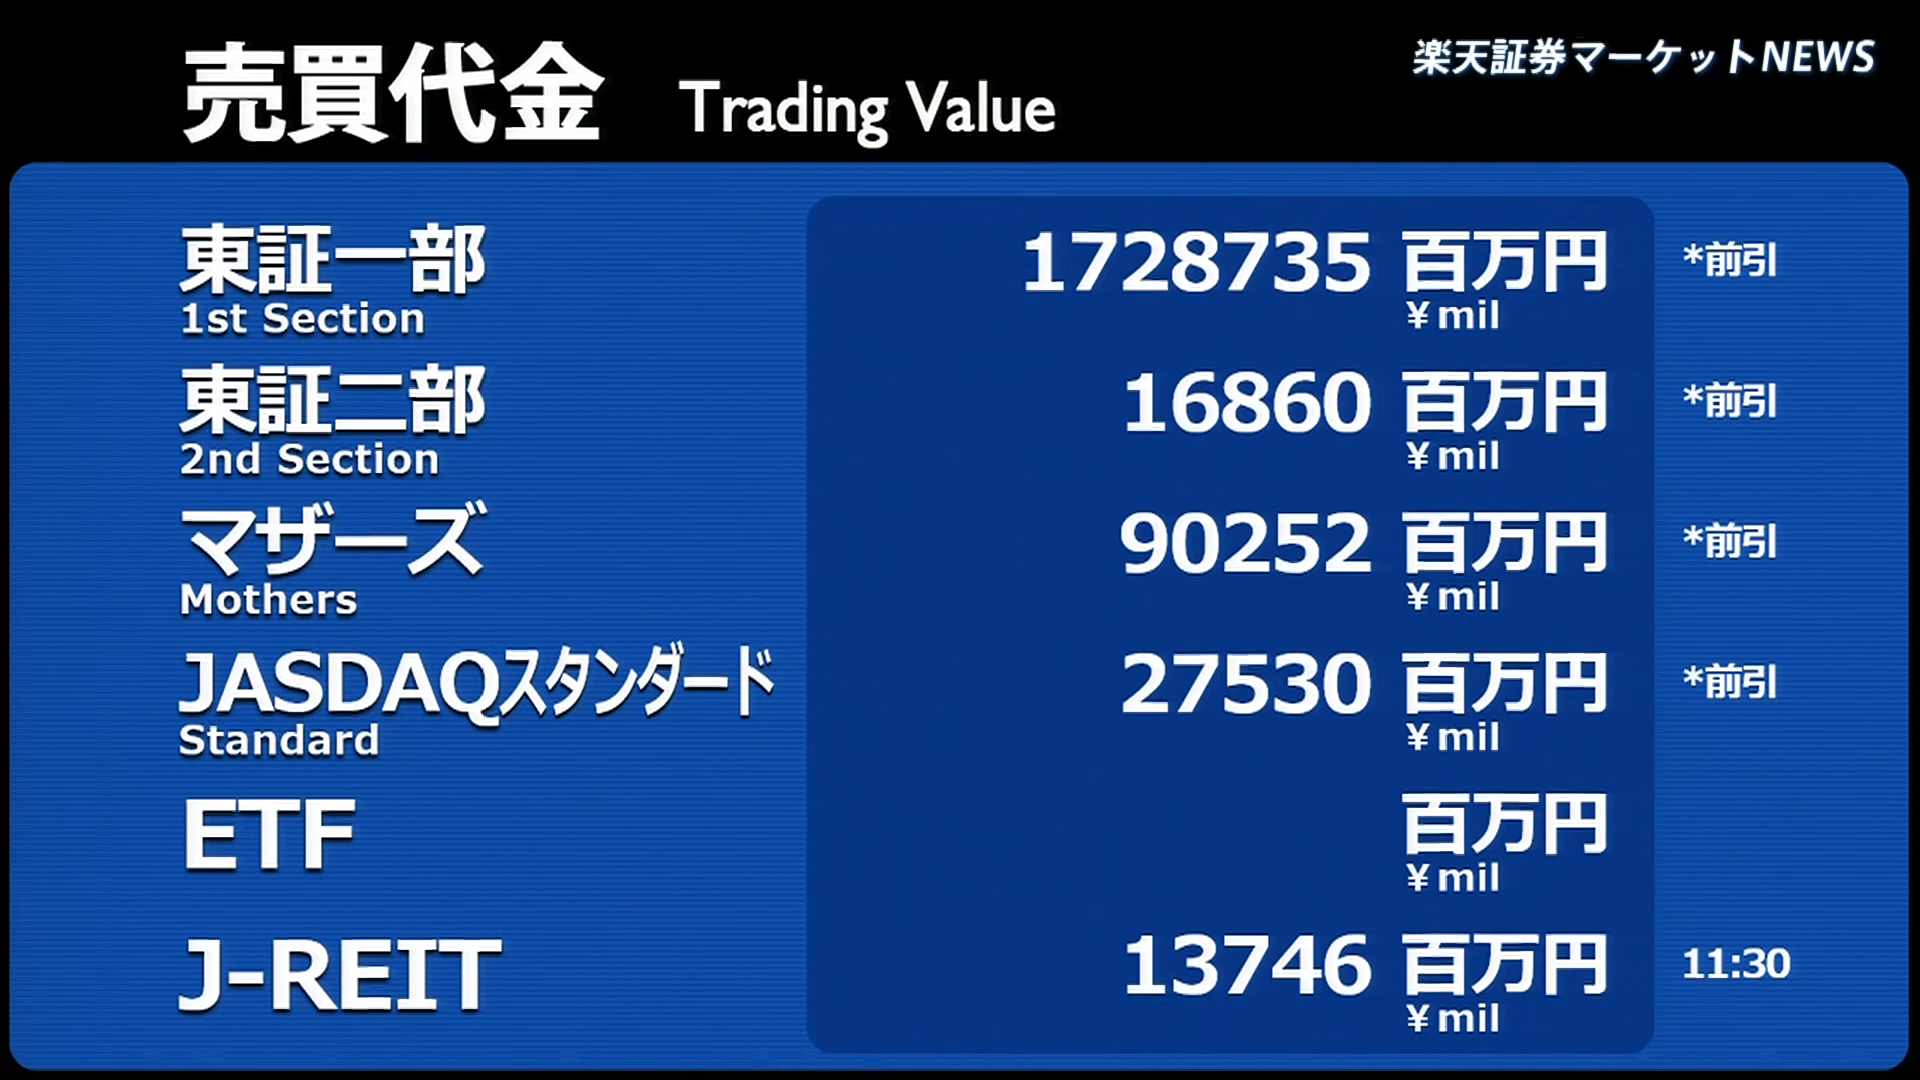 売買代金 Trading Value
楽天証券マーケットNEWS
東証一部 1728735 百万円 *前引
1st Section ¥mil
東証二部 16860 百万円 *前引
2nd Section ¥mil
マザーズ 90252 百万円 *前引
Mothers ¥mil
JASDAQスタンダード 27530 百万円 *前引
Standard ¥mil
ETF 百万円
¥mil
J-REIT 13746 百万円 11:30
¥mil